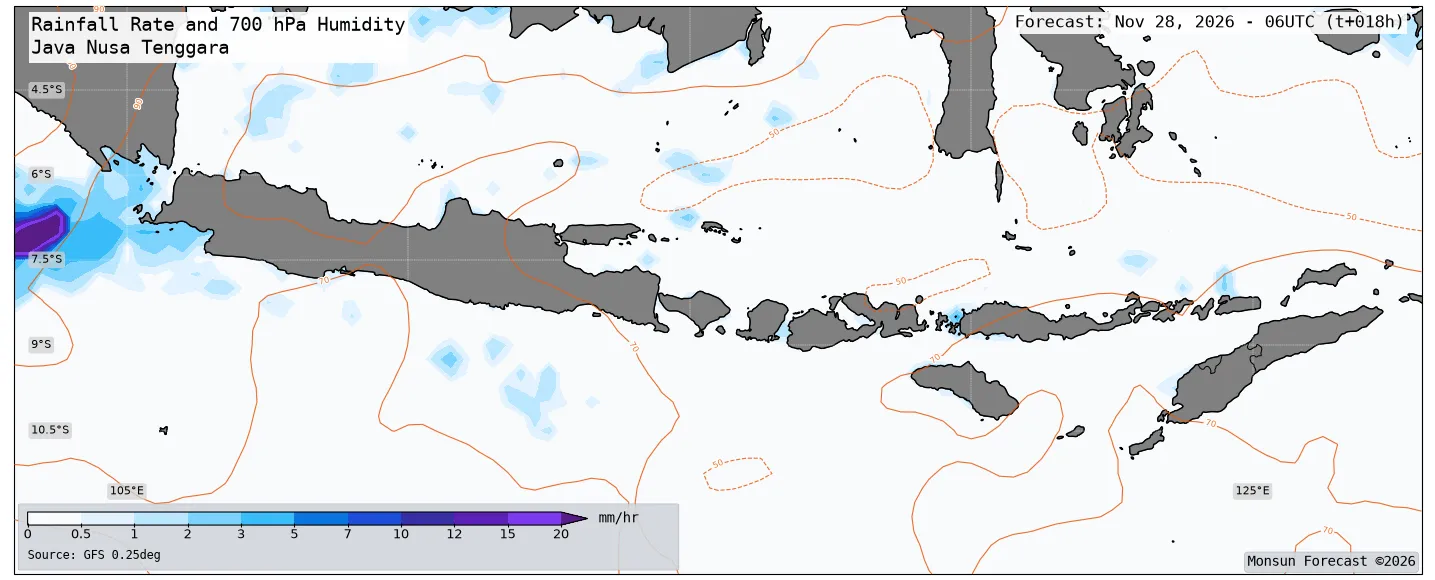 Rainfall Rate and 700 hPa Humidity
Java Nusa Tenggara
Forecast: Nov 28, 2026 - 06UTC (t+018h)
90
90
4.5°S
50
6°S
50
7.5°S
70
50
9°S
70
70
10.5°S
70
50
105°E
125°E
0 0.5 1 2 3 5 7 10 12 15 20
mm/hr
70
Source: GFS 0.25deg
Monsun Forecast ©2026